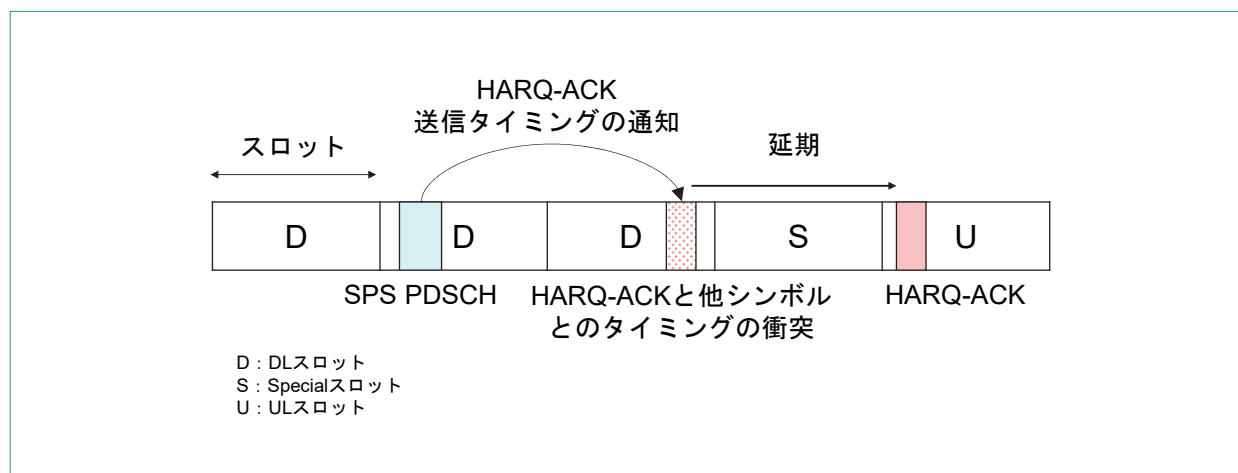 HARQ-ACK
送信タイミングの通知
スロット
延期
D
D
D
S
U
SPS PDSCH
HARQ-ACKと他シンボル
とのタイミングの衝突
HARQ-ACK
D：DLスロット
S：Specialスロット
U：ULスロット